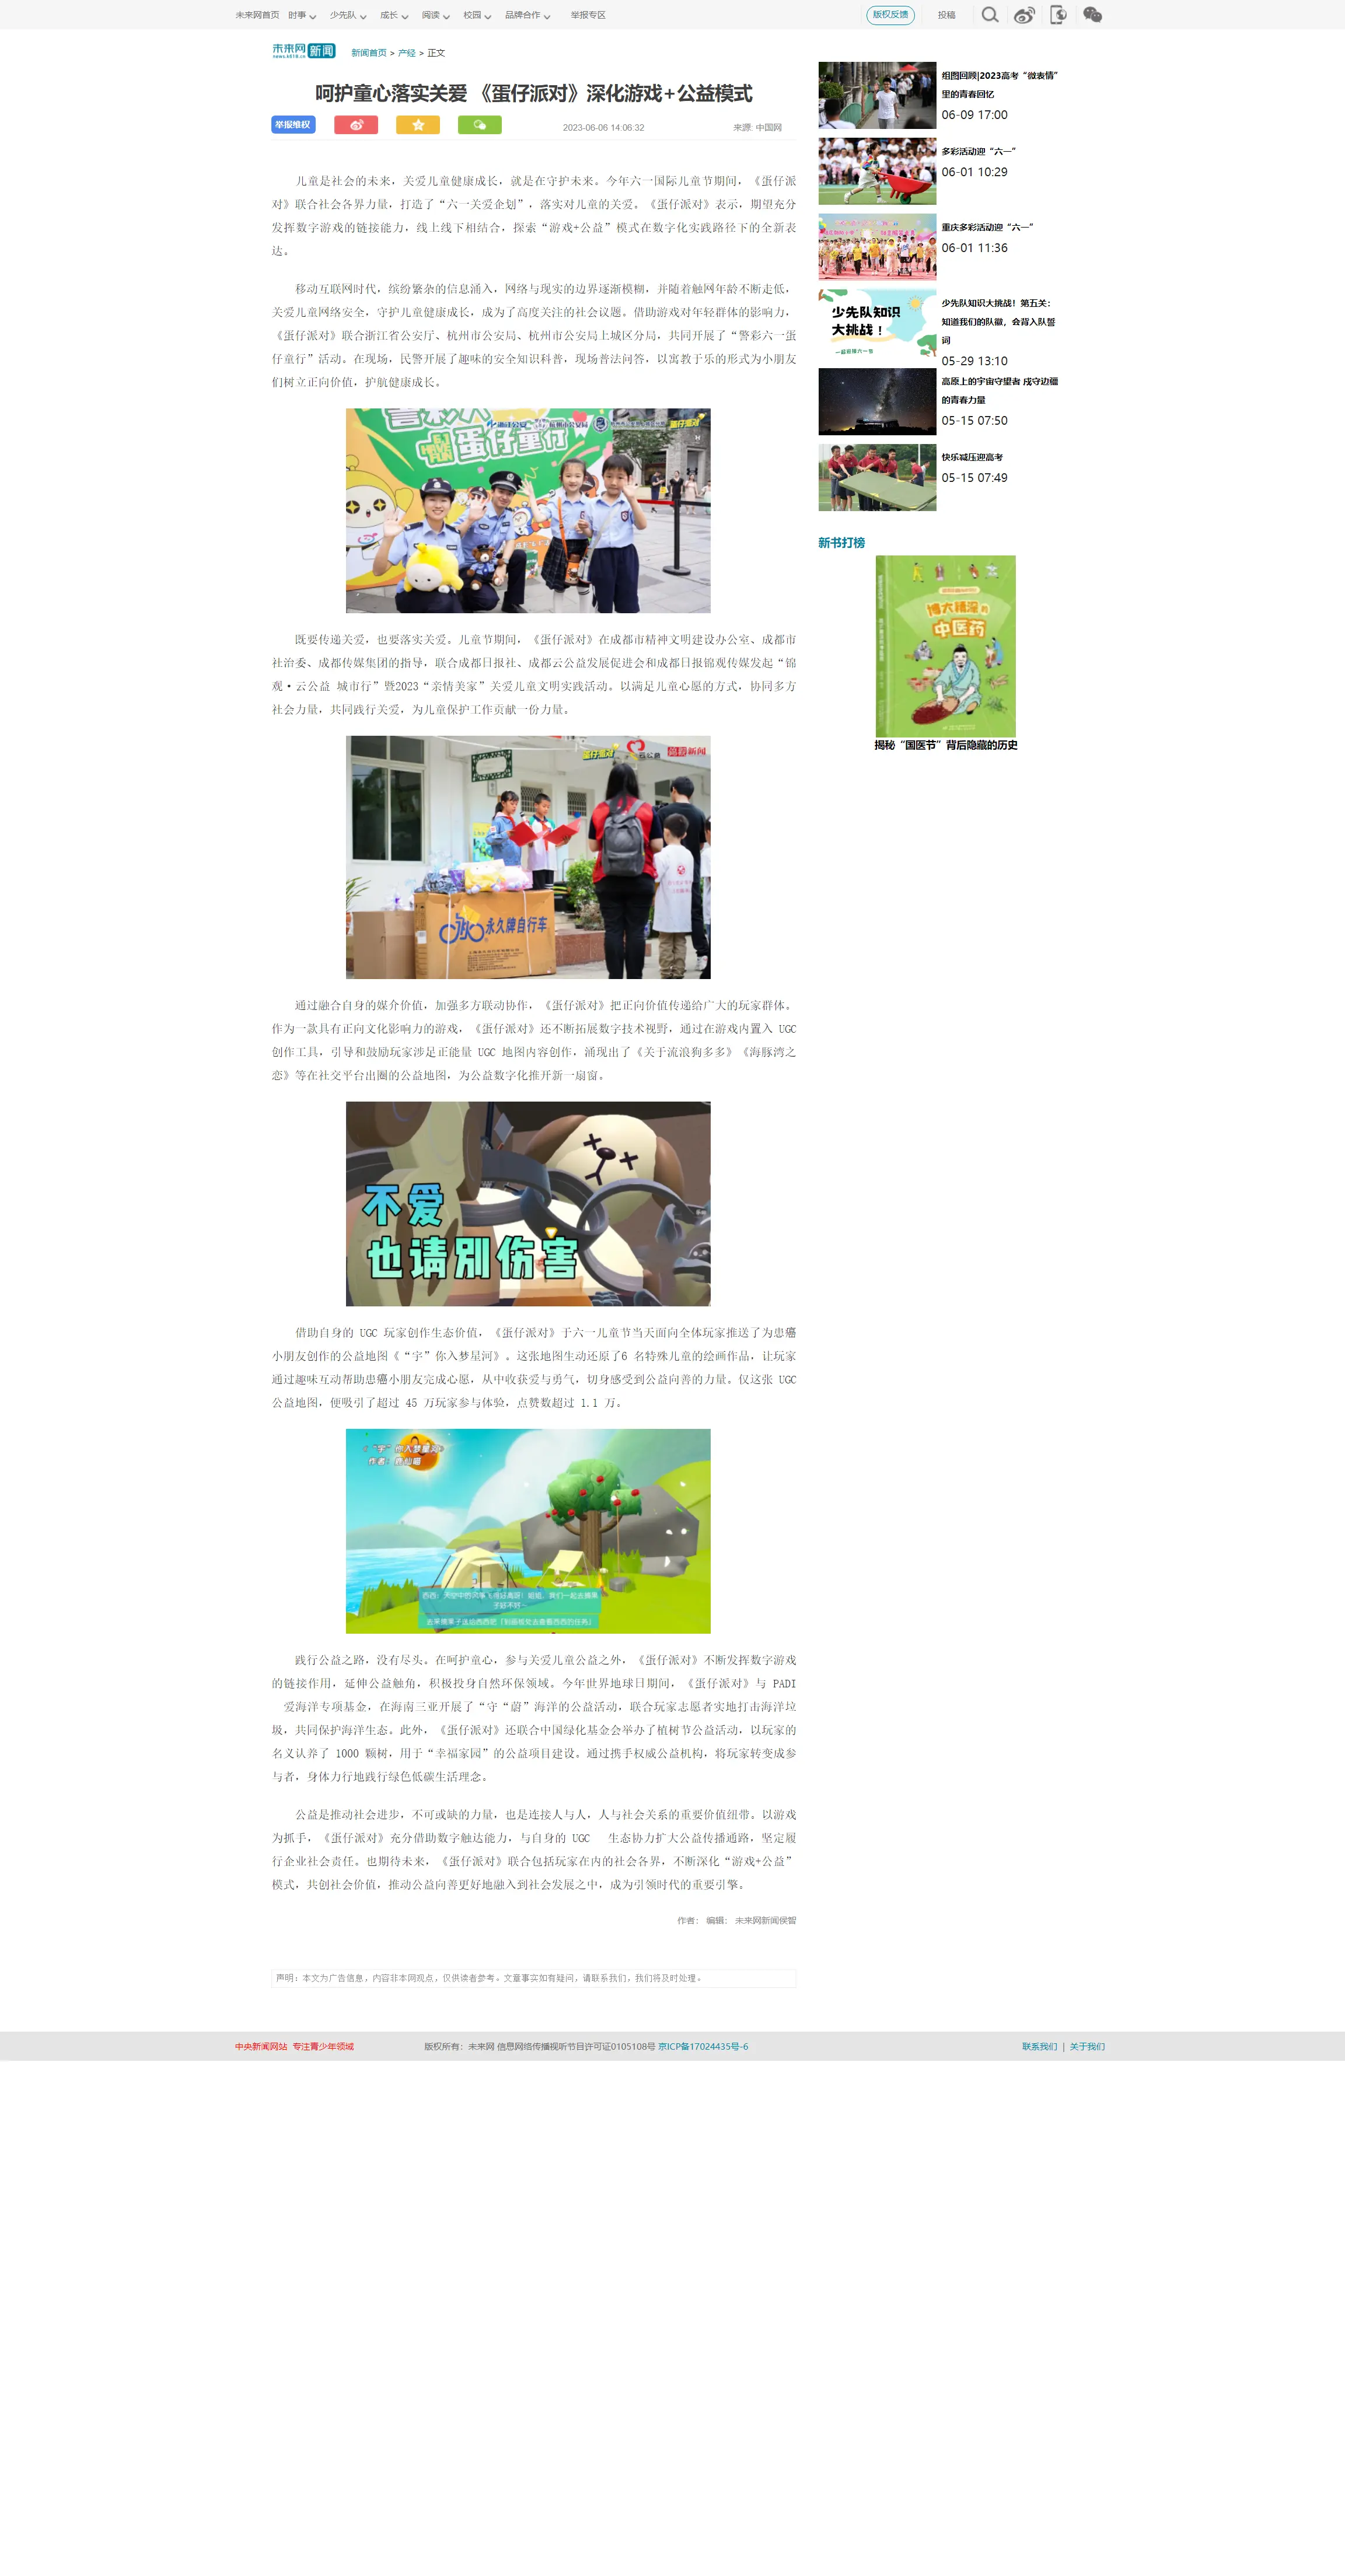 未来网首页 时事 少先队 成长 阅读 校园 品牌合作 举报专区 版权反馈 投稿
未来网 新闻
news.k618.cn
新闻首页 > 产经 > 正文
呵护童心落实关爱 《蛋仔派对》深化游戏+公益模式
举报维权 2023-06-06 14:06:32 来源: 中国网
儿童是社会的未来，关爱儿童健康成长，就是在守护未来。今年六一国际儿童节期间，《蛋仔派
对》联合社会各界力量，打造了“六一关爱企划”，落实对儿童的关爱。《蛋仔派对》表示，期望充分
发挥数字游戏的链接能力，线上线下相结合，探索“游戏+公益”模式在数字化实践路径下的全新表
达。
移动互联网时代，缤纷繁杂的信息涌入，网络与现实的边界逐渐模糊，并随着触网年龄不断走低，
关爱儿童网络安全，守护儿童健康成长，成为了高度关注的社会议题。借助游戏对年轻群体的影响力，
《蛋仔派对》联合浙江省公安厅、杭州市公安局、杭州市公安局上城区分局，共同开展了“警彩六一蛋
仔童行”活动。在现场，民警开展了趣味的安全知识科普，现场普法问答，以寓教于乐的形式为小朋友
们树立正向价值，护航健康成长。
蛋仔童行
蛋仔派对
既要传递关爱，也要落实关爱。儿童节期间，《蛋仔派对》在成都市精神文明建设办公室、成都市
社治委、成都传媒集团的指导，联合成都日报社、成都云公益发展促进会和成都日报锦观传媒发起“锦
观·云公益 城市行”暨2023“亲情美家”关爱儿童文明实践活动。以满足儿童心愿的方式，协同多方
社会力量，共同践行关爱，为儿童保护工作贡献一份力量。
蛋仔派对 云公益 锦观新闻
永久牌自行车
通过融合自身的媒介价值，加强多方联动协作，《蛋仔派对》把正向价值传递给广大的玩家群体。
作为一款具有正向文化影响力的游戏，《蛋仔派对》还不断拓展数字技术视野，通过在游戏内置入 UGC
创作工具，引导和鼓励玩家涉足正能量 UGC 地图内容创作，涌现出了《关于流浪狗多多》《海豚湾之
恋》等在社交平台出圈的公益地图，为公益数字化推开新一扇窗。
不爱
也请别伤害
借助自身的 UGC 玩家创作生态价值，《蛋仔派对》于六一儿童节当天面向全体玩家推送了为患癌
小朋友创作的公益地图《“宇”你入梦星河》。这张地图生动还原了6 名特殊儿童的绘画作品，让玩家
通过趣味互动帮助患癌小朋友完成心愿，从中收获爱与勇气，切身感受到公益向善的力量。仅这张 UGC
公益地图，便吸引了超过 45 万玩家参与体验，点赞数超过 1.1 万。
《“宇”你入梦星河》
践行公益之路，没有尽头。在呵护童心，参与关爱儿童公益之外，《蛋仔派对》不断发挥数字游戏
的链接作用，延伸公益触角，积极投身自然环保领域。今年世界地球日期间，《蛋仔派对》与 PADI
爱海洋专项基金，在海南三亚开展了“守“蔚”海洋的公益活动，联合玩家志愿者实地打击海洋垃
圾，共同保护海洋生态。此外，《蛋仔派对》还联合中国绿化基金会举办了植树节公益活动，以玩家的
名义认养了 1000 颗树，用于“幸福家园”的公益项目建设。通过携手权威公益机构，将玩家转变成参
与者，身体力行地践行绿色低碳生活理念。
公益是推动社会进步，不可或缺的力量，也是连接人与人，人与社会关系的重要价值纽带。以游戏
为抓手，《蛋仔派对》充分借助数字触达能力，与自身的 UGC 生态协力扩大公益传播通路，坚定履
行企业社会责任。也期待未来，《蛋仔派对》联合包括玩家在内的社会各界，不断深化“游戏+公益”
模式，共创社会价值，推动公益向善更好地融入到社会发展之中，成为引领时代的重要引擎。
作者： 编辑： 未来网新闻侯智
声明：本文为广告信息，内容非本网观点，仅供读者参考。文章事实如有疑问，请联系我们，我们将及时处理。
组图回顾|2023高考“微表情”
里的青春回忆
06-09 17:00
多彩活动迎“六一”
06-01 10:29
重庆多彩活动迎“六一”
06-01 11:36
少先队知识
大挑战！
少先队知识大挑战！第五关：
知道我们的队徽，会背入队誓
词
05-29 13:10
高原上的宇宙守望者 戍守边疆
的青春力量
05-15 07:50
快乐减压迎高考
05-15 07:49
新书打榜
博大精深的
中医药
揭秘“国医节”背后隐藏的历史
中央新闻网站 专注青少年领域 版权所有：未来网 信息网络传播视听节目许可证0105108号 京ICP备17024435号-6 联系我们 | 关于我们